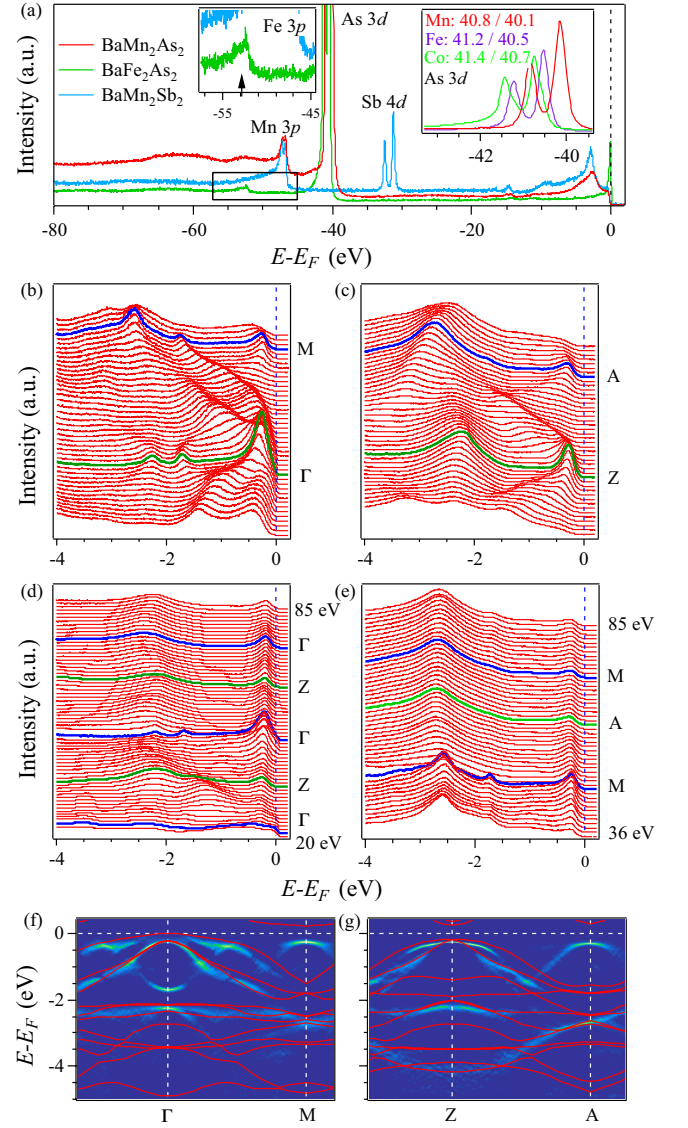 (a)
Intensity (a.u.)
BaMn₂As₂
BaFe₂As₂
BaMn₂Sb₂
Fe 3p
-55
-45
Mn 3p
As 3d
Sb 4d
Mn: 40.8 / 40.1
Fe: 41.2 / 40.5
Co: 41.4 / 40.7
As 3d
-42
-40
-80
-60
-40
-20
0
E-E_F (eV)
(b)
Intensity (a.u.)
M
Γ
-4
-2
0
(c)
A
Z
-4
-2
0
(d)
Intensity (a.u.)
85 eV
Γ
Z
Γ
Z
Γ
20 eV
-4
-2
0
(e)
85 eV
M
A
M
36 eV
-4
-2
0
E-E_F (eV)
(f)
E-E_F (eV)
0
-2
-4
Γ
M
(g)
Z
A